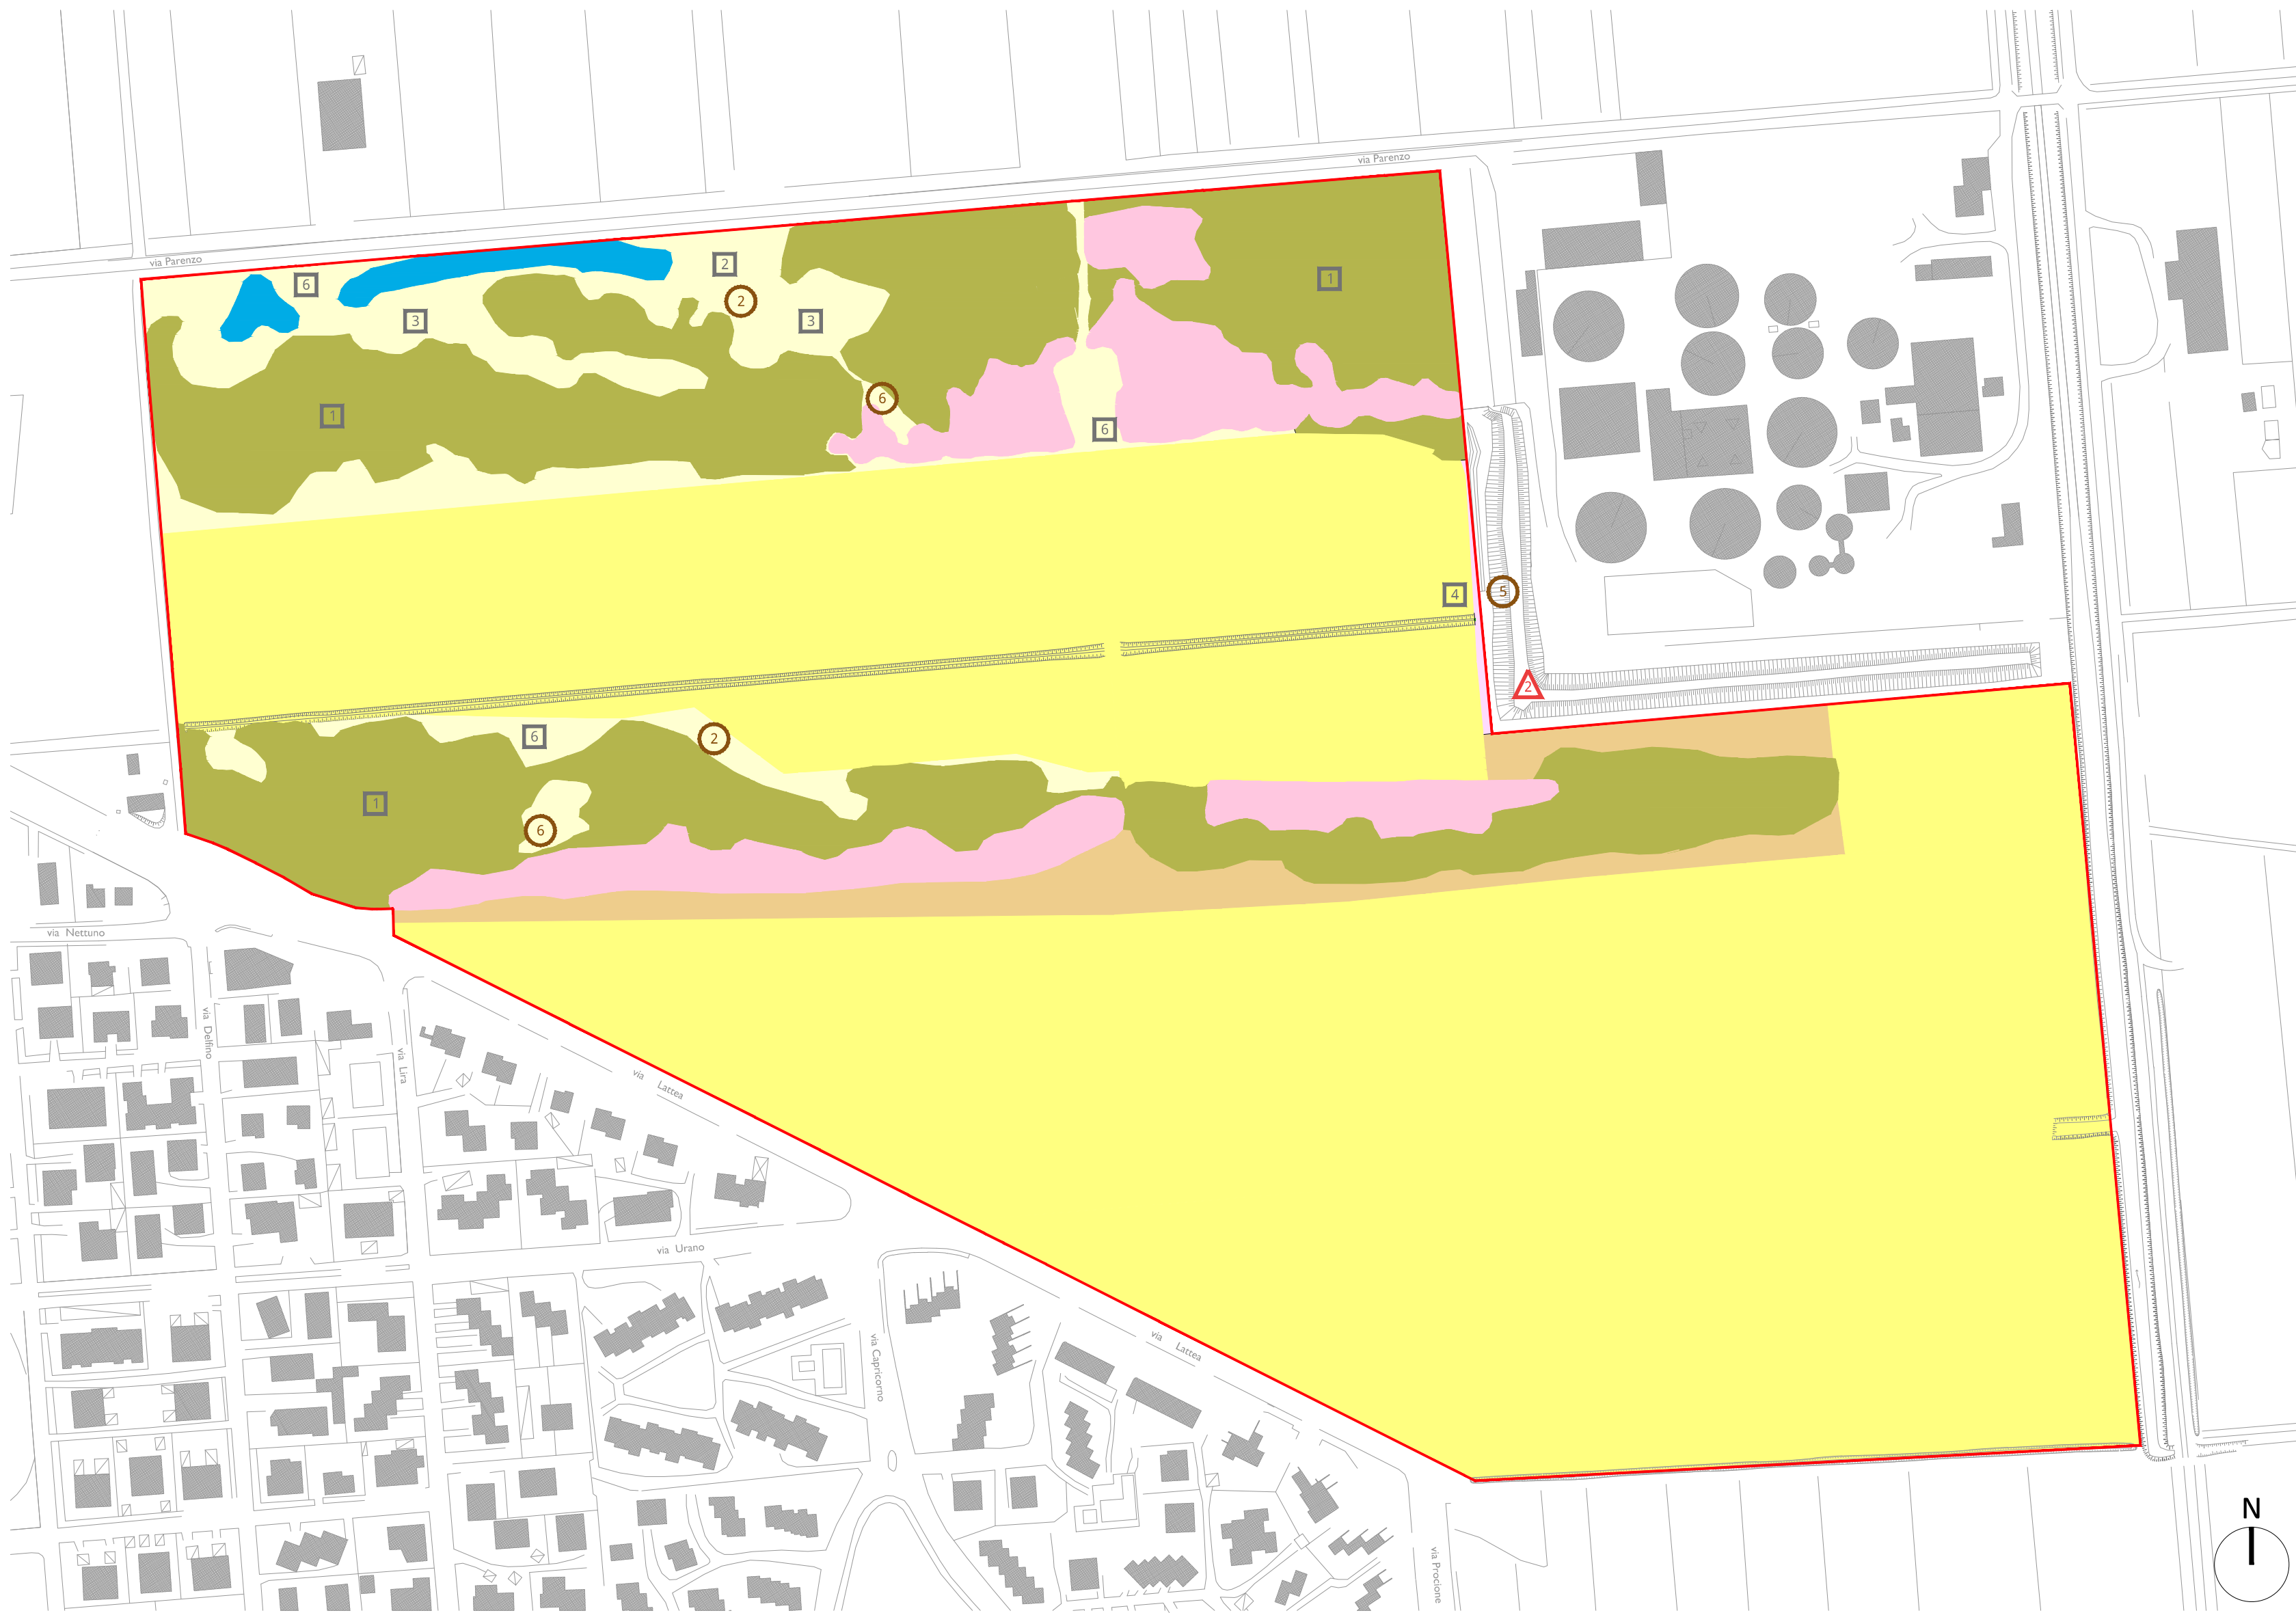 via Parenzo
via Parenzo
2
6
1
2
3
3
6
1
6
4
5
2
6
2
1
6
via Nettuno
via Delfino
via Lira
via Lattea
via Urano
via Capricorno
via Lattea
via Procione
N